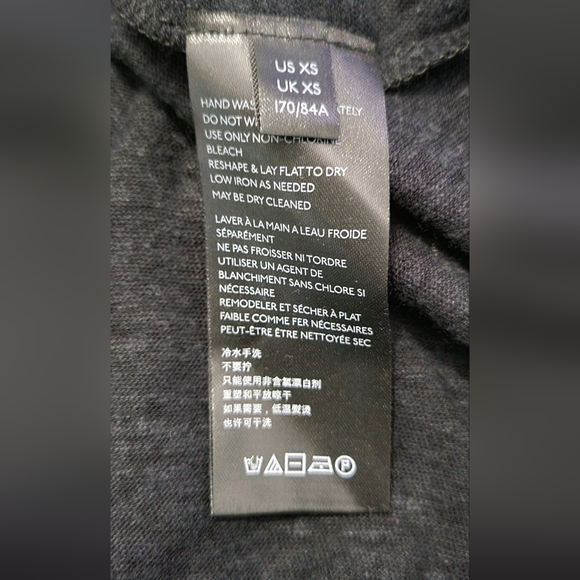 US XS
UK XS
170/84A
HAND WAS
DO NOT W
USE ONLY NON-CHLORINE
BLEACH
RESHAPE & LAY FLAT TO DRY
LOW IRON AS NEEDED
MAY BE DRY CLEANED
LAVER À LA MAIN A LEAU FROIDE
SÉPARÉMENT
NE PAS FROISSER NI TORDRE
UTILISER UN AGENT DE
BLANCHIMENT SANS CHLORE SI
NÉCESSAIRE
REMODELER ET SÉCHER À PLAT
FAIBLE COMME FER NÉCESSAIRES
PEUT-ÊTRE ÊTRE NETTOYÉE SEC
冷水手洗
不要拧
只能使用非含氯漂白剂
重塑和平放晾干
如果需要，低温熨烫
也许可干洗
P